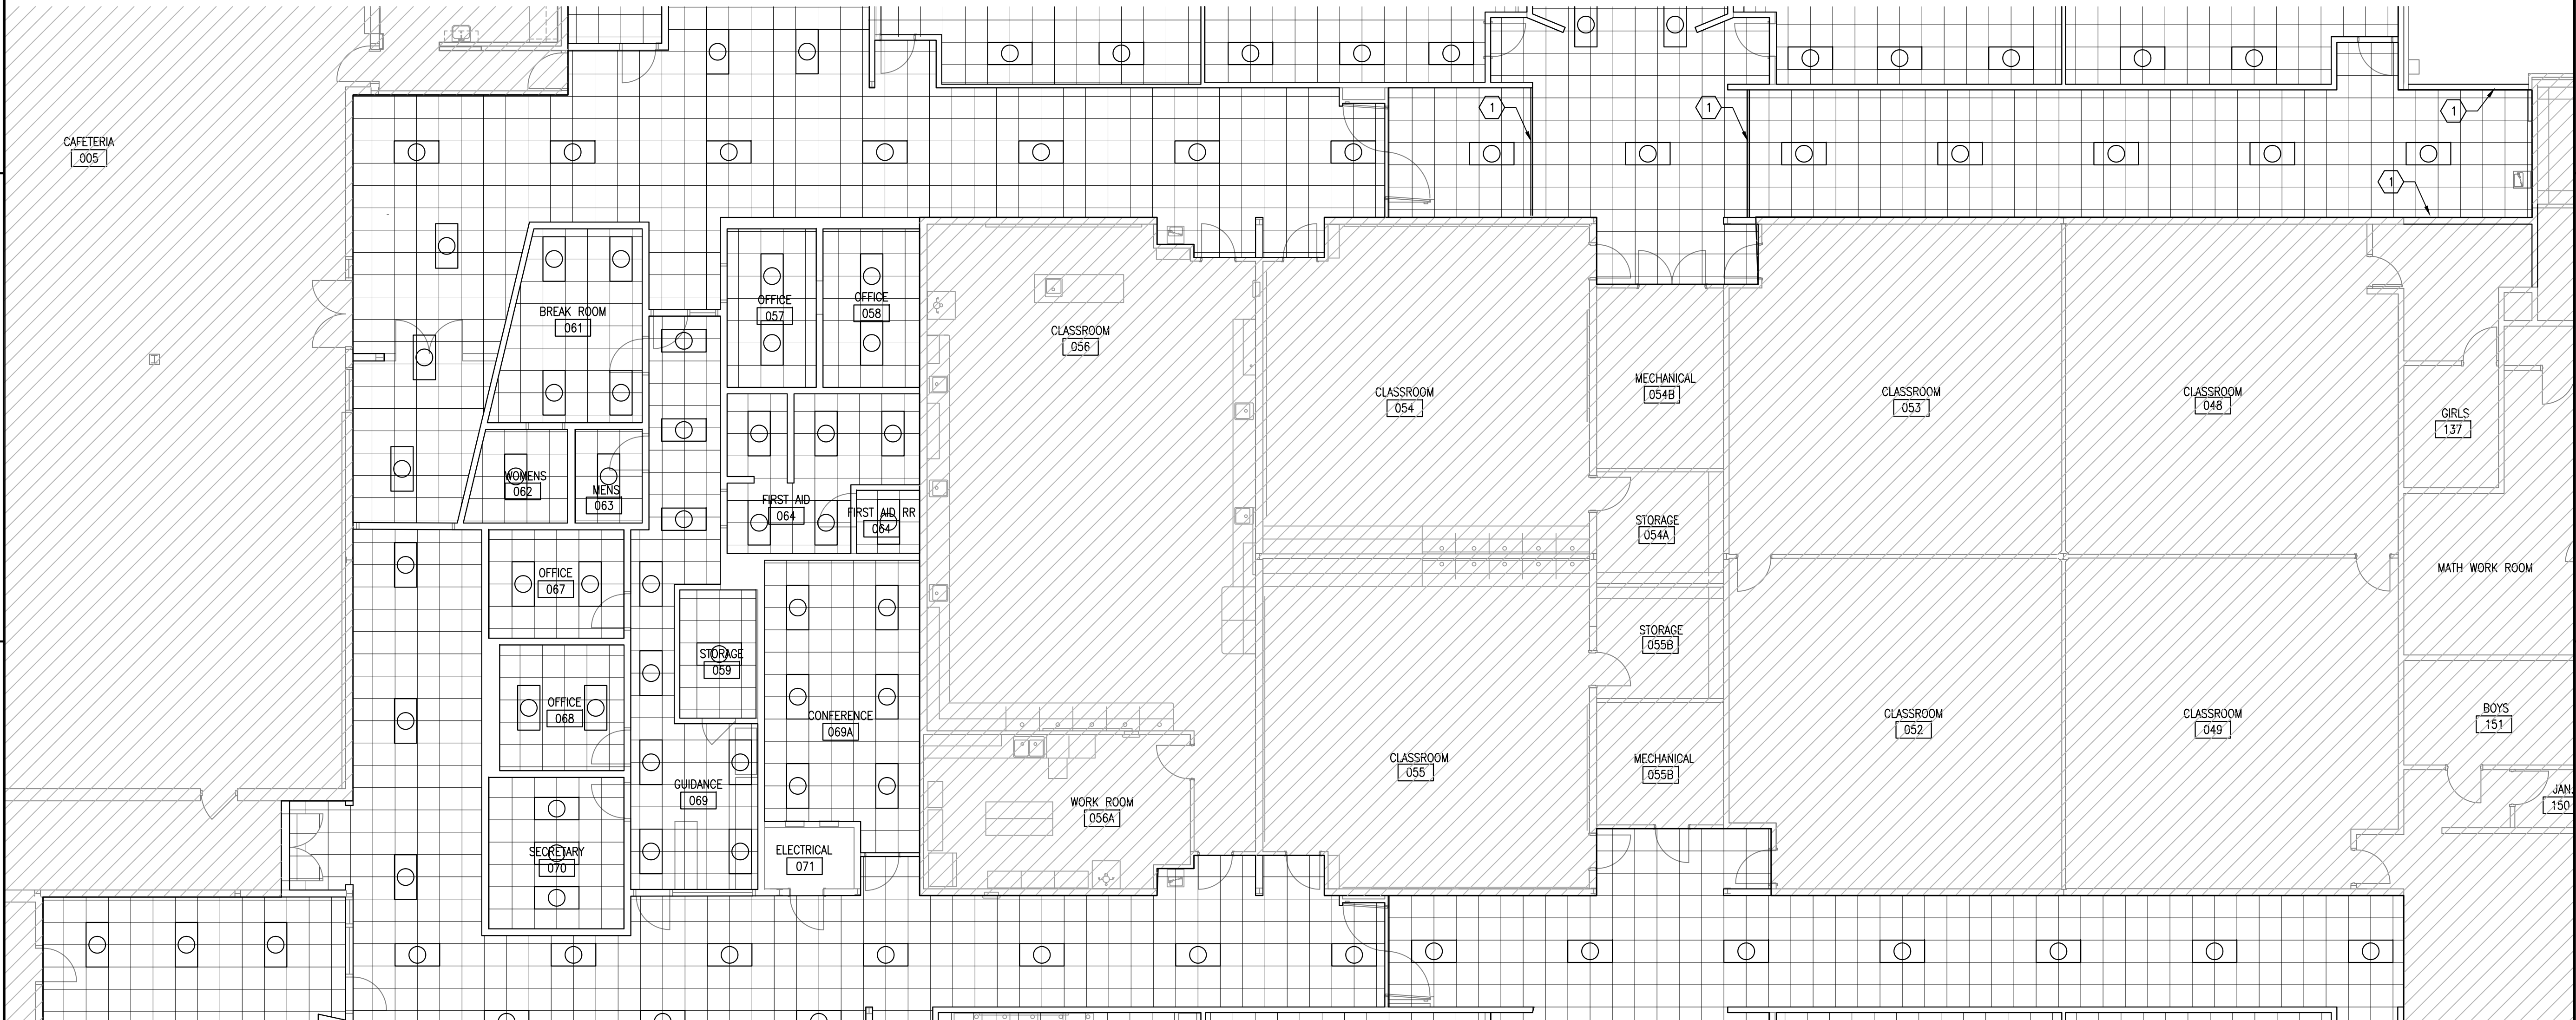 1
1
1
CAFETERIA
005
1
OFFICE
057
OFFICE
058
BREAK ROOM
061
CLASSROOM
056
MECHANICAL
054B
CLASSROOM
054
CLASSROOM
053
CLASSROOM
048
GIRLS
137
WOMENS
062
MENS
063
FIRST AID
064
FIRST AID RR
064
STORAGE
054A
OFFICE
067
MATH WORK ROOM
STORAGE
059
STORAGE
055B
OFFICE
068
CONFERENCE
069A
CLASSROOM
052
CLASSROOM
049
BOYS
151
CLASSROOM
055
MECHANICAL
055B
GUIDANCE
069
WORK ROOM
056A
JAN.
150
SECRETARY
070
ELECTRICAL
071